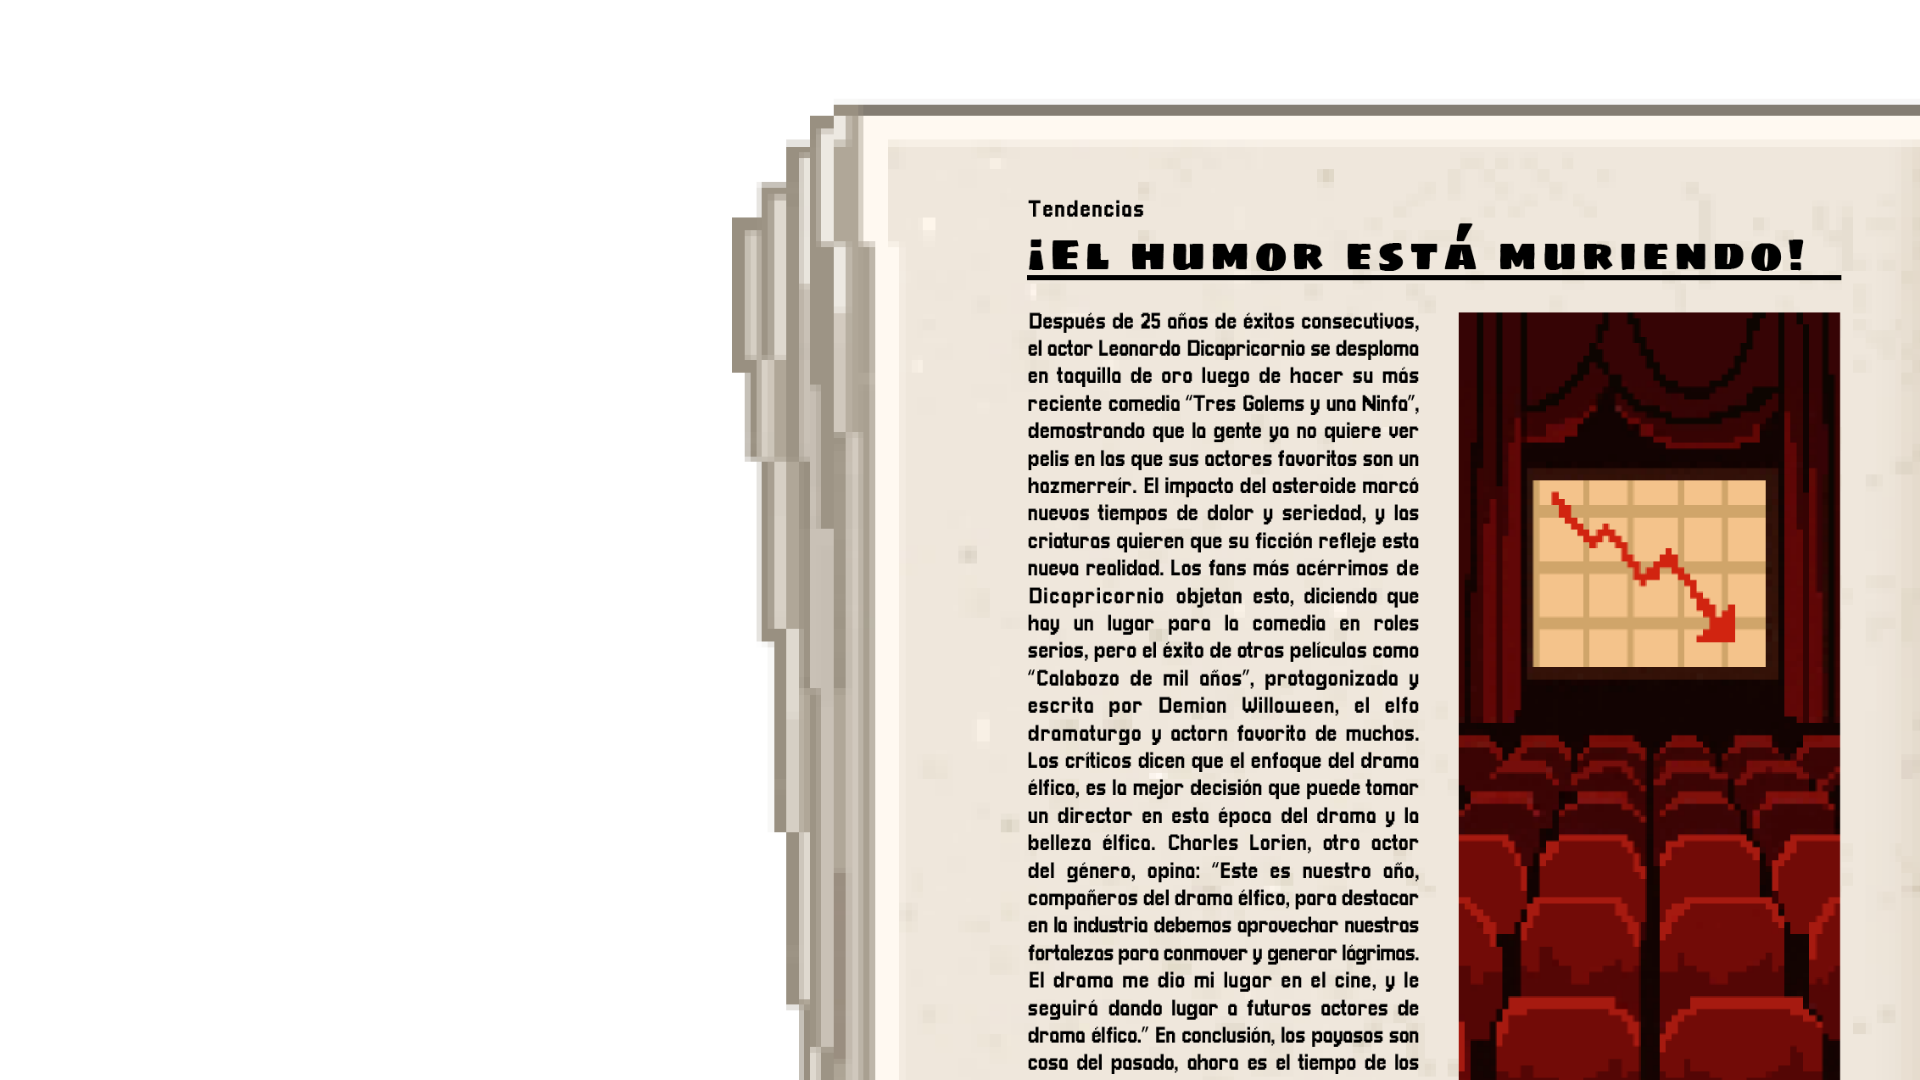 Tendencias
¡EL HUMOR ESTÁ MURIENDO!
Después de 25 años de éxitos consecutivos,
el actor Leonardo Dicapricornio se desploma
en taquilla de oro luego de hacer su más
reciente comedia “Tres Golems y una Ninfa”,
demostrando que la gente ya no quiere ver
pelis en las que sus actores favoritos son un
hazmerreír. El impacto del asteroide marcó
nuevos tiempos de dolor y seriedad, y las
criaturas quieren que su ficción refleje esta
nueva realidad. Los fans más acérrimos de
Dicapricornio objetan esto, diciendo que
hay un lugar para la comedia en roles
serios, pero el éxito de otras películas como
“Calabozo de mil años”, protagonizada y
escrita por Demian Willoween, el elfo
dramaturgo y actorn favorito de muchos.
Los críticos dicen que el enfoque del drama
élfico, es la mejor decisión que puede tomar
un director en esta época del drama y la
belleza élfica. Charles Lorien, otro actor
del género, opina: “Este es nuestro año,
compañeros del drama élfico, para destacar
en la industria debemos aprovechar nuestras
fortalezas para conmover y generar lágrimas.
El drama me dio mi lugar en el cine, y le
seguirá dando lugar a futuros actores de
drama élfico.” En conclusión, los payasos son
cosa del pasado, ahora es el tiempo de los